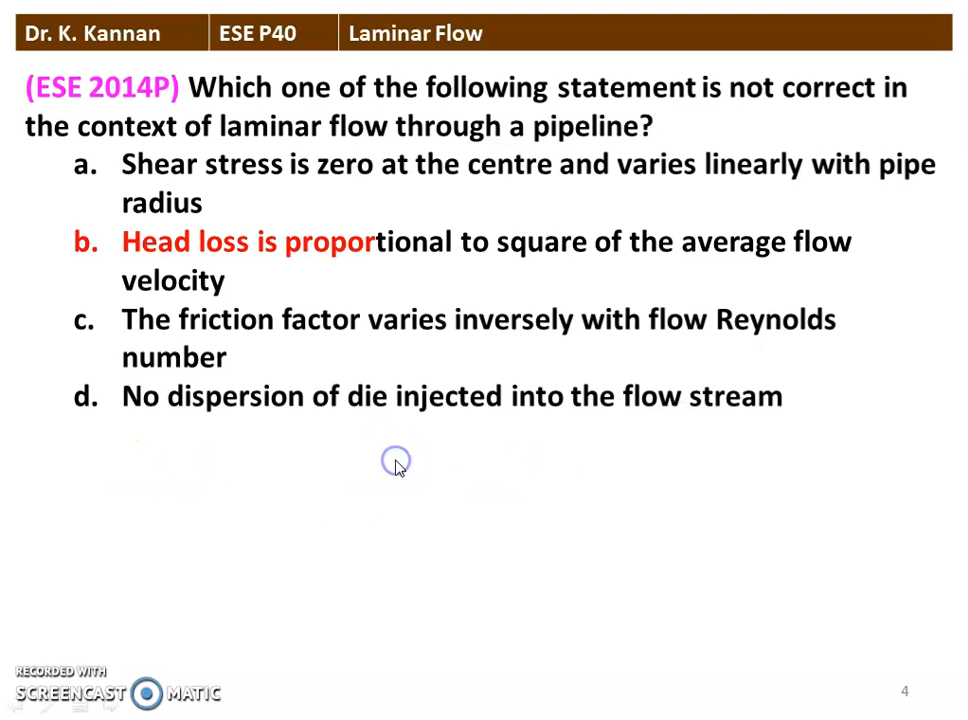 Dr. K. Kannan ESE P40 Laminar Flow
(ESE 2014P) Which one of the following statement is not correct in
the context of laminar flow through a pipeline?
a. Shear stress is zero at the centre and varies linearly with pipe
radius
b. Head loss is proportional to square of the average flow
velocity
c. The friction factor varies inversely with flow Reynolds
number
d. No dispersion of die injected into the flow stream
RECORDED WITH
SCREENCAST MATIC
4